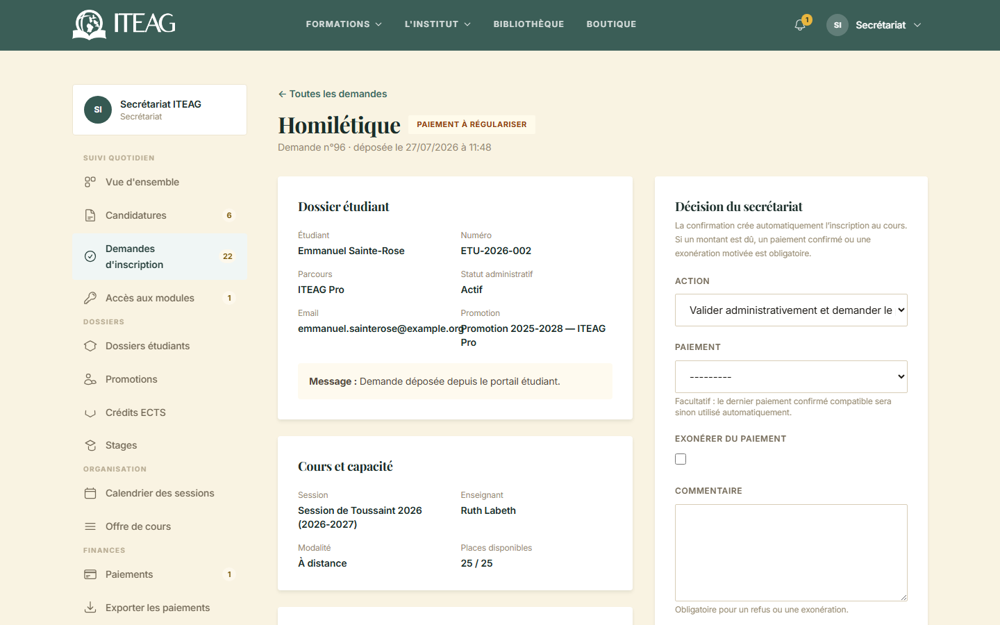 ITEAG
FORMATIONS
L'INSTITUT
BIBLIOTHÈQUE
BOUTIQUE
1
SI
Secrétariat
SI
Secrétariat ITEAG
Secrétariat
SUIVI QUOTIDIEN
Vue d'ensemble
Candidatures
6
Demandes
d'inscription
22
Accès aux modules
1
DOSSIERS
Dossiers étudiants
Promotions
Crédits ECTS
Stages
ORGANISATION
Calendrier des sessions
Offre de cours
FINANCES
Paiements
1
Exporter les paiements
← Toutes les demandes
Homilétique
PAIEMENT À RÉGULARISER
Demande n°96 · déposée le 27/07/2026 à 11:48
Dossier étudiant
Étudiant
Emmanuel Sainte-Rose
Numéro
ETU-2026-002
Parcours
ITEAG Pro
Statut administratif
Actif
Email
emmanuel.sainterose@example.org
Promotion
Promotion 2025-2028 — ITEAG
Pro
Message : Demande déposée depuis le portail étudiant.
Cours et capacité
Session
Session de Toussaint 2026
(2026-2027)
Enseignant
Ruth Labeth
Modalité
À distance
Places disponibles
25 / 25
Décision du secrétariat
La confirmation crée automatiquement l'inscription au cours.
Si un montant est dû, un paiement confirmé ou une
exonération motivée est obligatoire.
ACTION
Valider administrativement et demander le
PAIEMENT
---------
Facultatif : le dernier paiement confirmé compatible sera
sinon utilisé automatiquement.
EXONÉRER DU PAIEMENT
COMMENTAIRE
Obligatoire pour un refus ou une exonération.